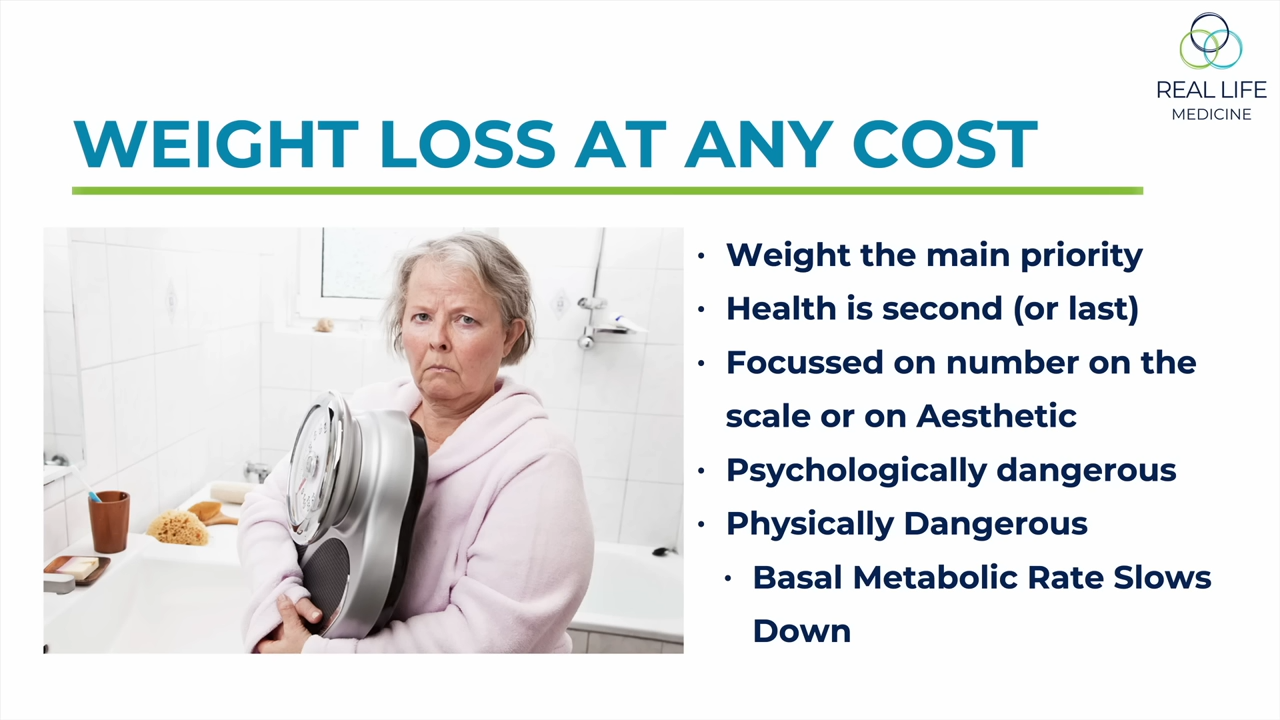 REAL LIFE
MEDICINE
WEIGHT LOSS AT ANY COST
• Weight the main priority
• Health is second (or last)
• Focussed on number on the
scale or on Aesthetic
• Psychologically dangerous
• Physically Dangerous
• Basal Metabolic Rate Slows
Down